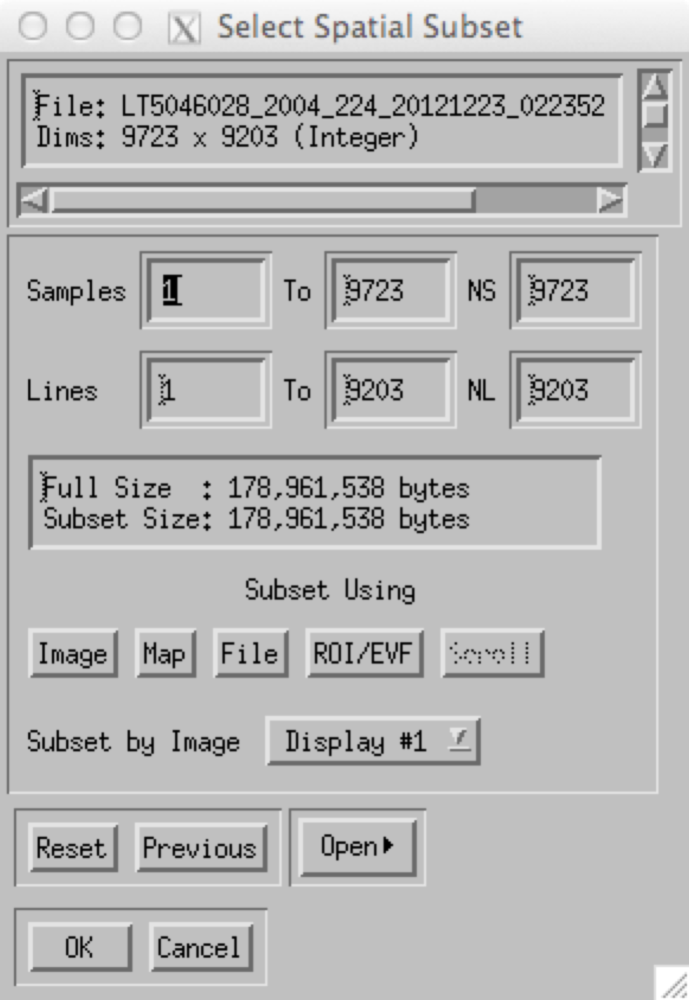 Select Spatial Subset
File: LT5046028_2004_224_20121223_022352
Dims: 9723 x 9203 (Integer)
Samples 1 To 9723 NS 9723
Lines 1 To 9203 NL 9203
Full Size : 178,961,538 bytes
Subset Size: 178,961,538 bytes
Subset Using
Image Map File ROI/EVF Scroll
Subset by Image Display #1
Reset Previous Open
OK Cancel